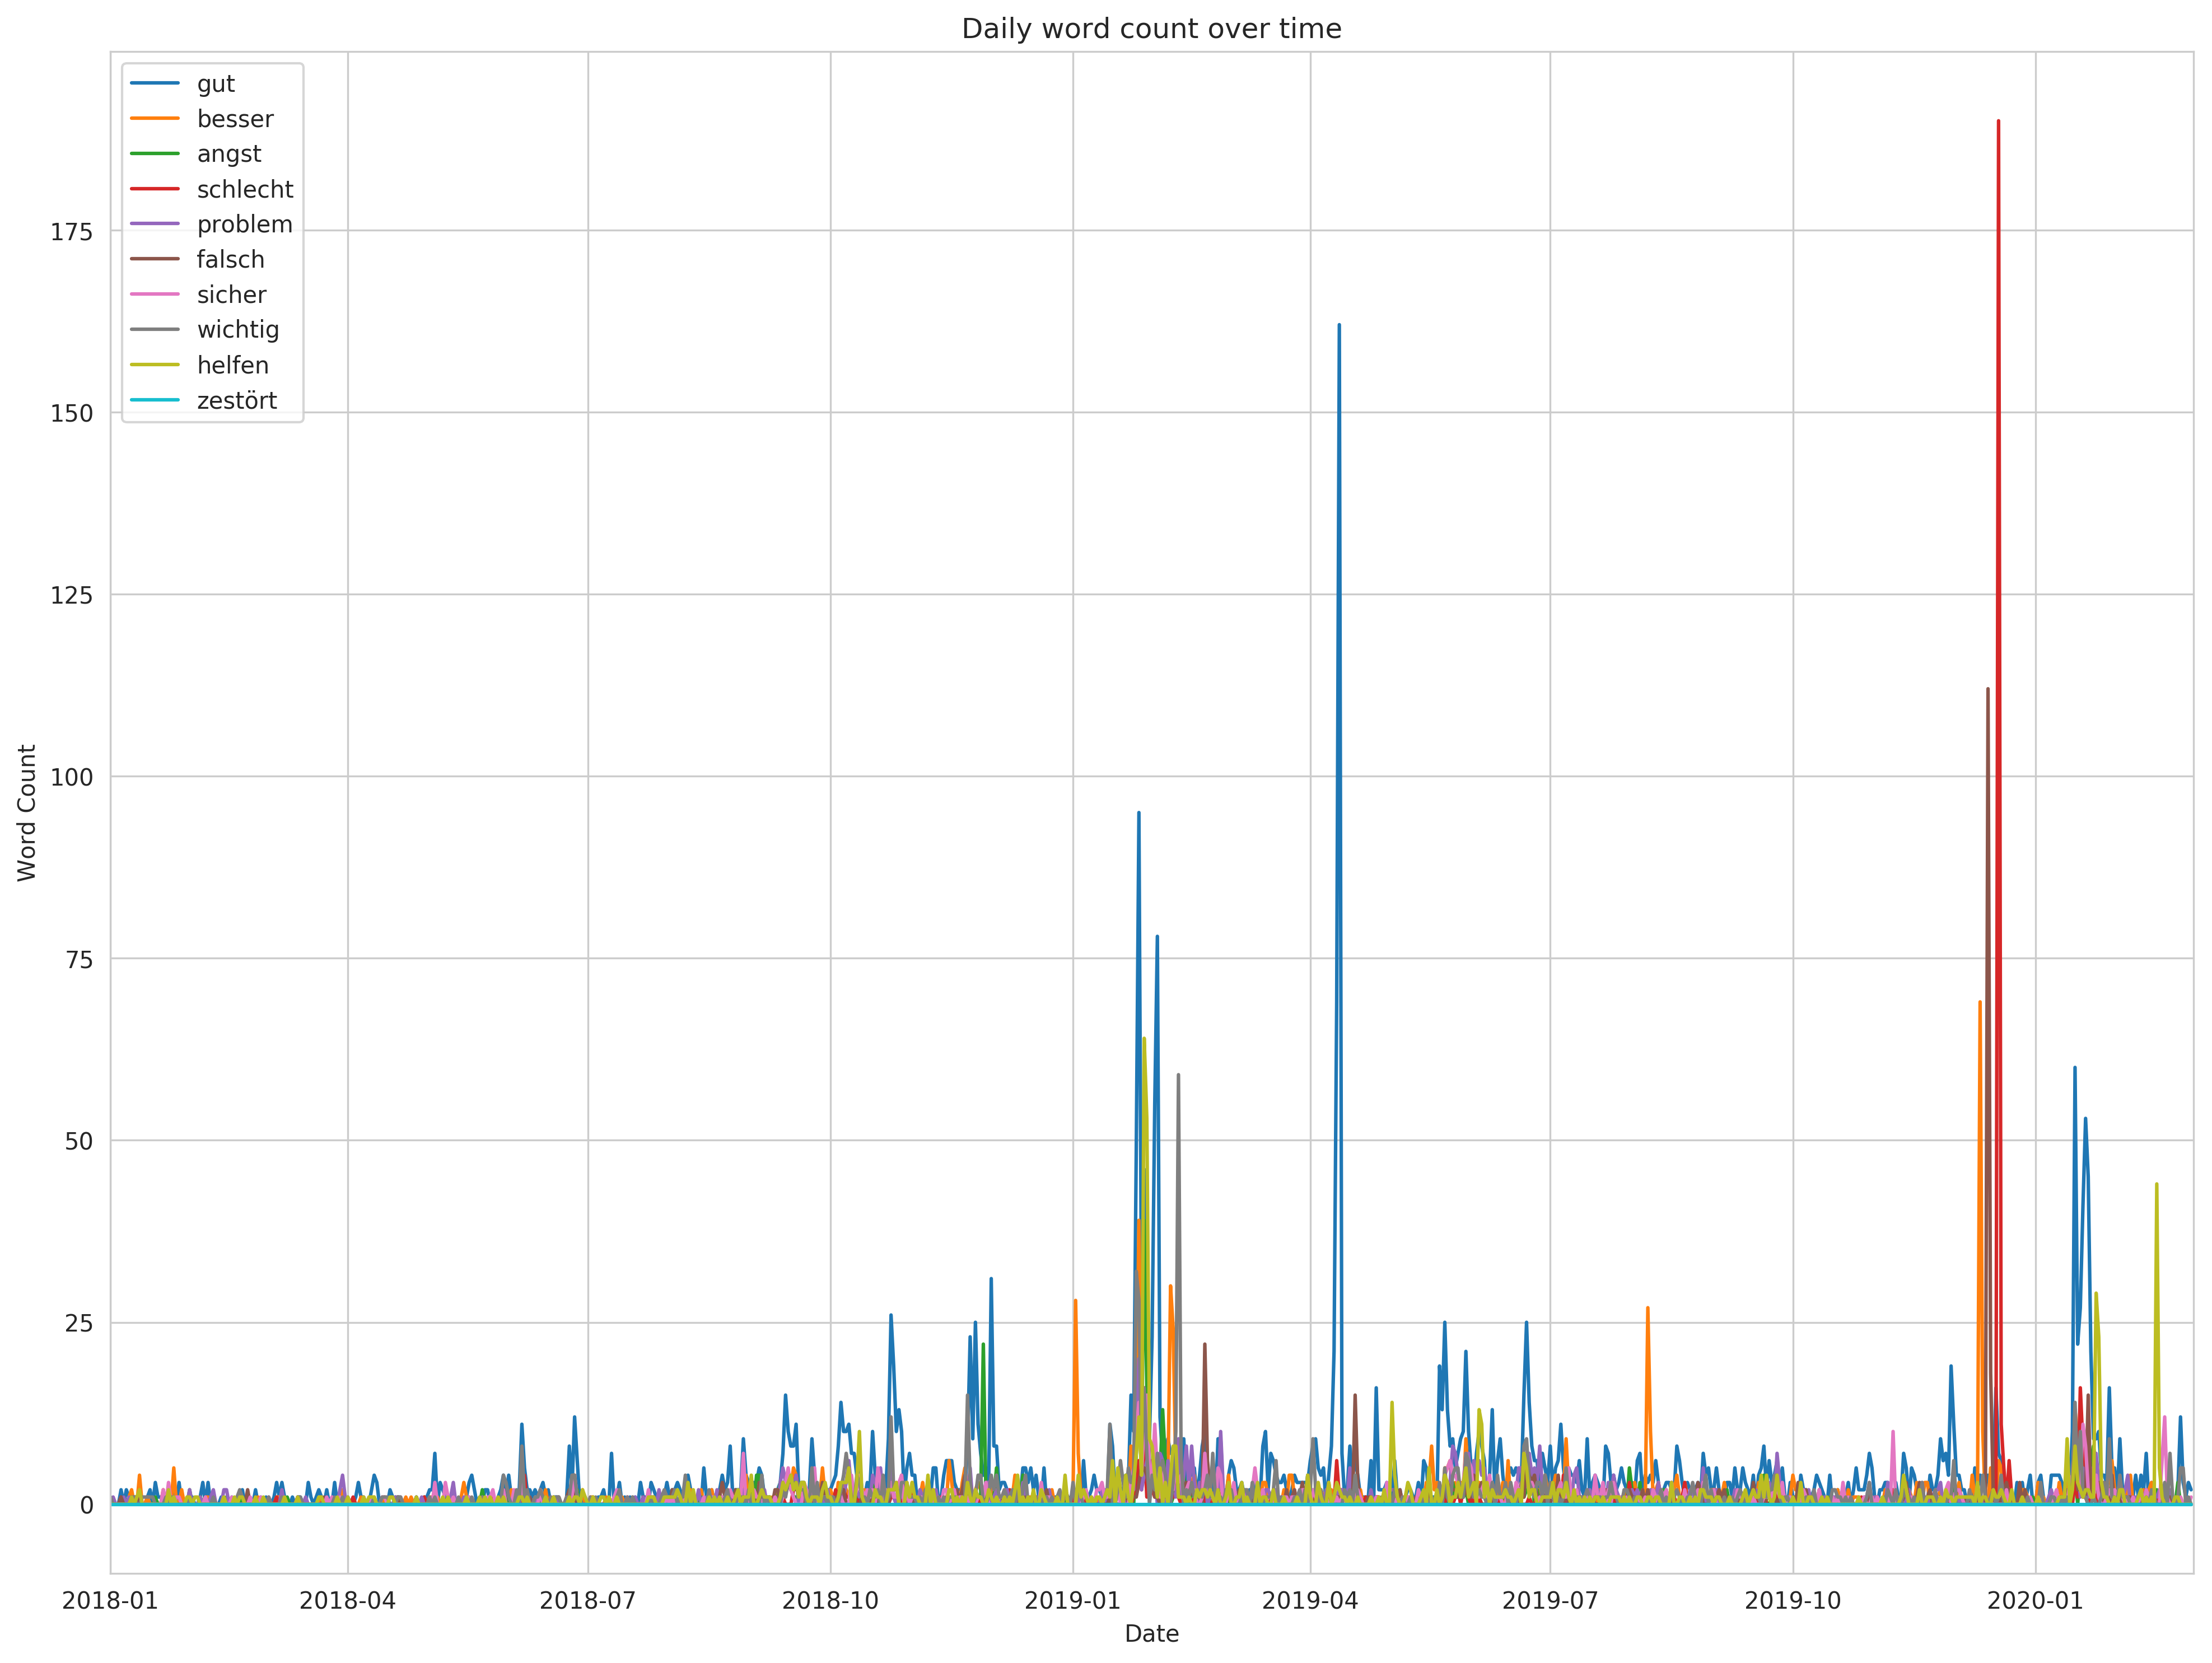 Daily word count over time
gut
besser
angst
schlecht
problem
falsch
sicher
wichtig
helfen
zestört
175
150
125
100
75
50
25
0
Word Count
2018-01 2018-04 2018-07 2018-10 2019-01 2019-04 2019-07 2019-10 2020-01
Date